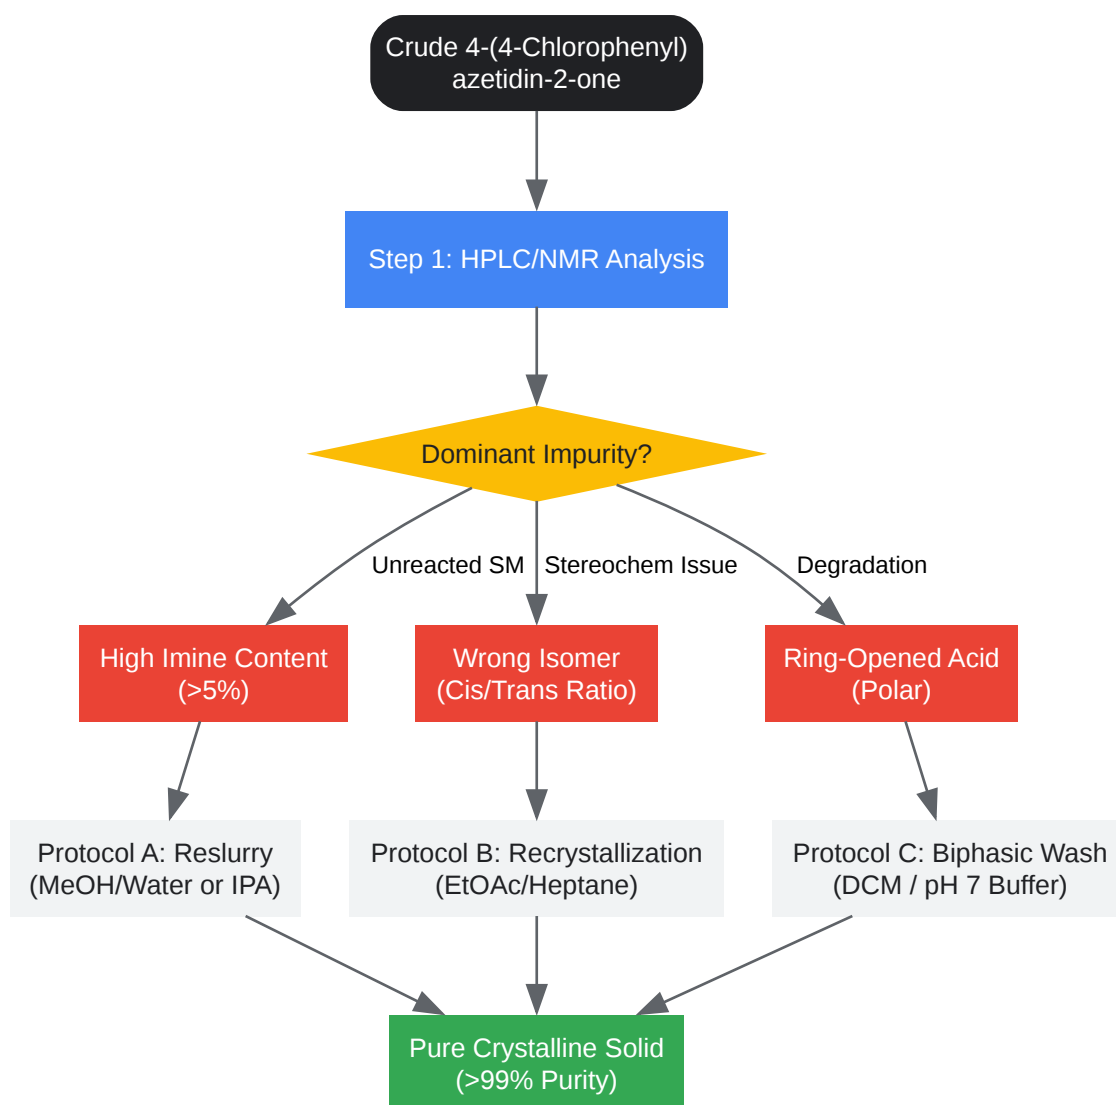 Crude 4-(4-Chlorophenyl)
azetidin-2-one
Step 1: HPLC/NMR Analysis
Dominant Impurity?
Unreacted SM
Stereochem Issue
Degradation
High Imine Content
(>5%)
Wrong Isomer
(Cis/Trans Ratio)
Ring-Opened Acid
(Polar)
Protocol A: Reslurry
(MeOH/Water or IPA)
Protocol B: Recrystallization
(EtOAc/Heptane)
Protocol C: Biphasic Wash
(DCM / pH 7 Buffer)
Pure Crystalline Solid
(>99% Purity)